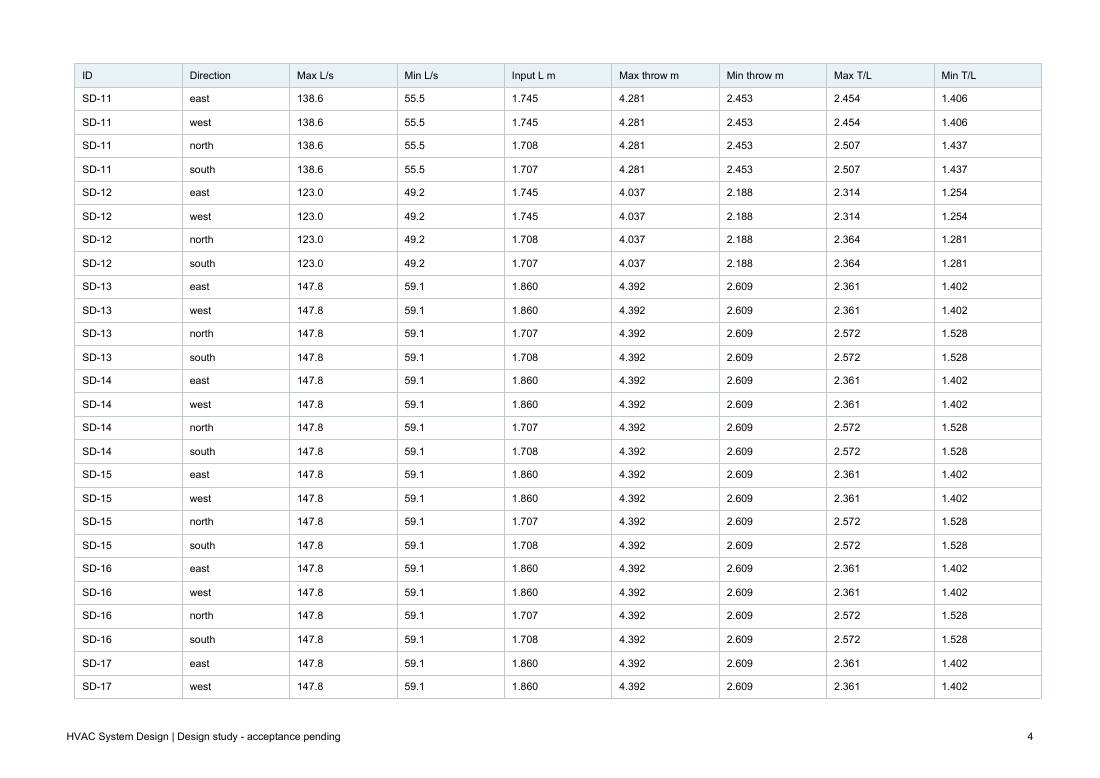 ID Direction Max L/s Min L/s Input L m Max throw m Min throw m Max T/L Min T/L
SD-11 east 138.6 55.5 1.745 4.281 2.453 2.454 1.406
SD-11 west 138.6 55.5 1.745 4.281 2.453 2.454 1.406
SD-11 north 138.6 55.5 1.708 4.281 2.453 2.507 1.437
SD-11 south 138.6 55.5 1.707 4.281 2.453 2.507 1.437
SD-12 east 123.0 49.2 1.745 4.037 2.188 2.314 1.254
SD-12 west 123.0 49.2 1.745 4.037 2.188 2.314 1.254
SD-12 north 123.0 49.2 1.708 4.037 2.188 2.364 1.281
SD-12 south 123.0 49.2 1.707 4.037 2.188 2.364 1.281
SD-13 east 147.8 59.1 1.860 4.392 2.609 2.361 1.402
SD-13 west 147.8 59.1 1.860 4.392 2.609 2.361 1.402
SD-13 north 147.8 59.1 1.707 4.392 2.609 2.572 1.528
SD-13 south 147.8 59.1 1.708 4.392 2.609 2.572 1.528
SD-14 east 147.8 59.1 1.860 4.392 2.609 2.361 1.402
SD-14 west 147.8 59.1 1.860 4.392 2.609 2.361 1.402
SD-14 north 147.8 59.1 1.707 4.392 2.609 2.572 1.528
SD-14 south 147.8 59.1 1.708 4.392 2.609 2.572 1.528
SD-15 east 147.8 59.1 1.860 4.392 2.609 2.361 1.402
SD-15 west 147.8 59.1 1.860 4.392 2.609 2.361 1.402
SD-15 north 147.8 59.1 1.707 4.392 2.609 2.572 1.528
SD-15 south 147.8 59.1 1.708 4.392 2.609 2.572 1.528
SD-16 east 147.8 59.1 1.860 4.392 2.609 2.361 1.402
SD-16 west 147.8 59.1 1.860 4.392 2.609 2.361 1.402
SD-16 north 147.8 59.1 1.707 4.392 2.609 2.572 1.528
SD-16 south 147.8 59.1 1.708 4.392 2.609 2.572 1.528
SD-17 east 147.8 59.1 1.860 4.392 2.609 2.361 1.402
SD-17 west 147.8 59.1 1.860 4.392 2.609 2.361 1.402
HVAC System Design | Design study - acceptance pending 4